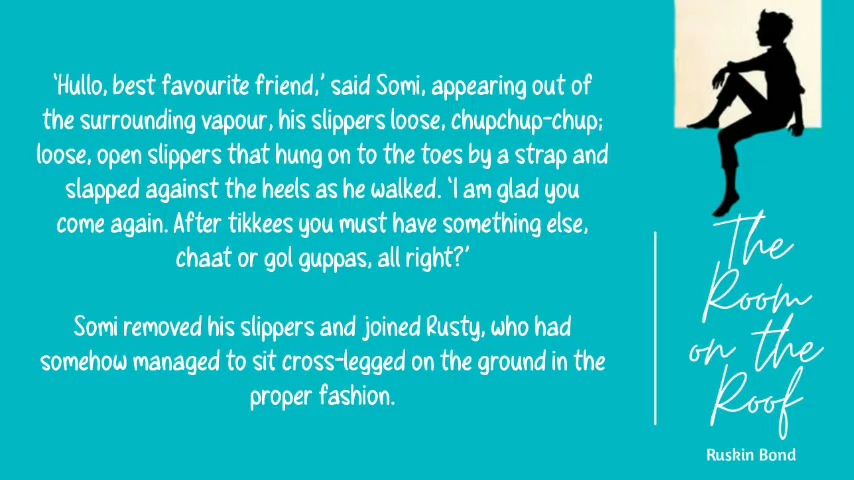 ‘Hullo, best favourite friend,’ said Somi, appearing out of
the surrounding vapour, his slippers loose, chupchup-chup;
loose, open slippers that hung on to the toes by a strap and
slapped against the heels as he walked. ‘I am glad you
come again. After tikkees you must have something else,
chaat or gol guppas, all right?’
Somi removed his slippers and joined Rusty, who had
somehow managed to sit cross-legged on the ground in the
proper fashion.
The
Room
on the
Roof
Ruskin Bond